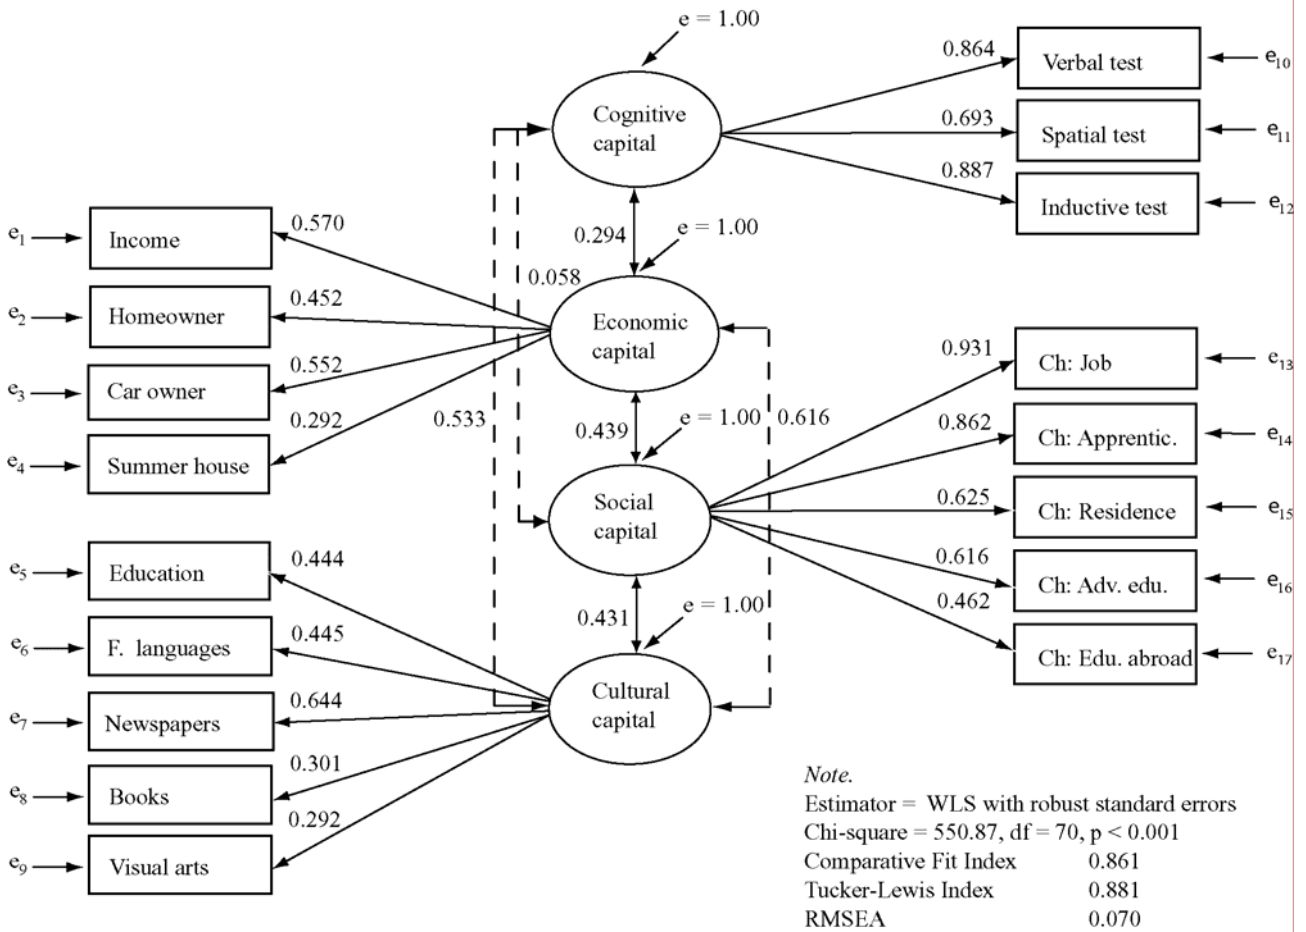 e = 1.00
Cognitive
capital
0.864
Verbal test
e10
0.693
Spatial test
e11
0.887
Inductive test
e12
e1
Income
0.570
0.294
e = 1.00
0.058
e2
Homeowner
0.452
Economic
capital
e3
Car owner
0.552
0.533
0.439
e = 1.00
0.616
e4
Summer house
0.292
0.931
Ch: Job
e13
0.862
Ch: Apprentic.
e14
Social
capital
0.625
Ch: Residence
e15
0.616
Ch: Adv. edu.
e16
0.462
Ch: Edu. abroad
e17
e5
Education
0.444
0.431
e = 1.00
e6
F. languages
0.445
e7
Newspapers
0.644
Cultural
capital
e8
Books
0.301
e9
Visual arts
0.292
Note.
Estimator = WLS with robust standard errors
Chi-square = 550.87, df = 70, p < 0.001
Comparative Fit Index 0.861
Tucker-Lewis Index 0.881
RMSEA 0.070